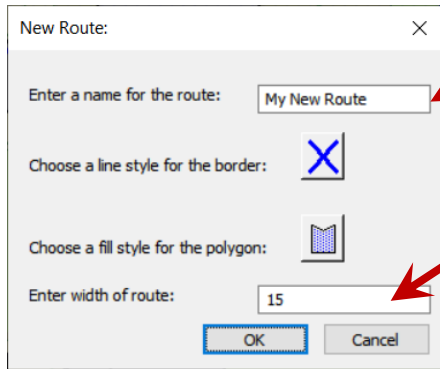 New Route:
Enter a name for the route: My New Route
Choose a line style for the border:
Choose a fill style for the polygon:
Enter width of route: 15
OK Cancel